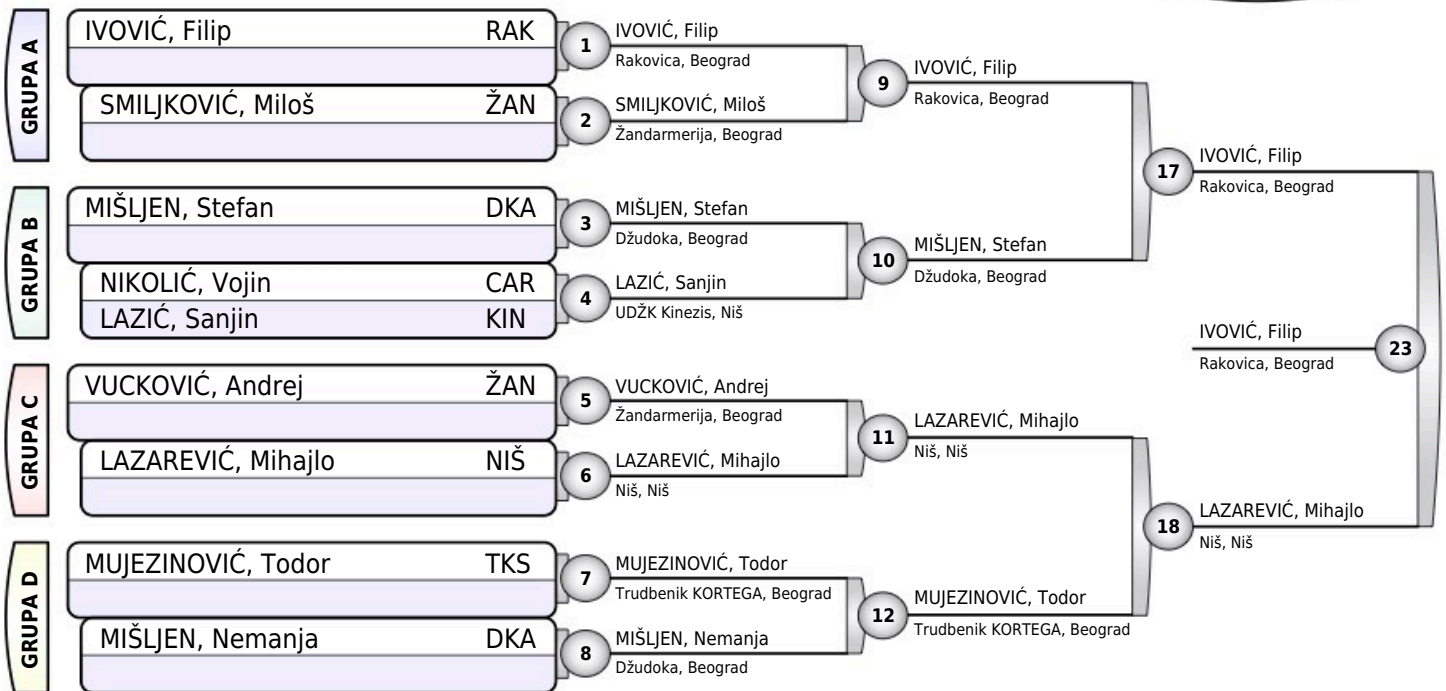 GRUPA A
IVOVIĆ, Filip RAK
SMILJKOVIĆ, Miloš ŽAN
1
IVOVIĆ, Filip
Rakovica, Beograd
2
SMILJKOVIĆ, Miloš
Žandarmerija, Beograd
9
IVOVIĆ, Filip
Rakovica, Beograd
GRUPA B
MIŠLJEN, Stefan DKA
NIKOLIĆ, Vojin CAR
LAZIĆ, Sanjin KIN
3
MIŠLJEN, Stefan
Džudoka, Beograd
4
LAZIĆ, Sanjin
UDŽK Kinezis, Niš
10
MIŠLJEN, Stefan
Džudoka, Beograd
17
IVOVIĆ, Filip
Rakovica, Beograd
GRUPA C
VUCKOVIĆ, Andrej ŽAN
LAZAREVIĆ, Mihajlo NIŠ
5
VUCKOVIĆ, Andrej
Žandarmerija, Beograd
6
LAZAREVIĆ, Mihajlo
Niš, Niš
11
LAZAREVIĆ, Mihajlo
Niš, Niš
GRUPA D
MUJEZINOVIĆ, Todor TKS
MIŠLJEN, Nemanja DKA
7
MUJEZINOVIĆ, Todor
Trudbenik KORTEGA, Beograd
8
MIŠLJEN, Nemanja
Džudoka, Beograd
12
MUJEZINOVIĆ, Todor
Trudbenik KORTEGA, Beograd
18
LAZAREVIĆ, Mihajlo
Niš, Niš
IVOVIĆ, Filip
Rakovica, Beograd
23